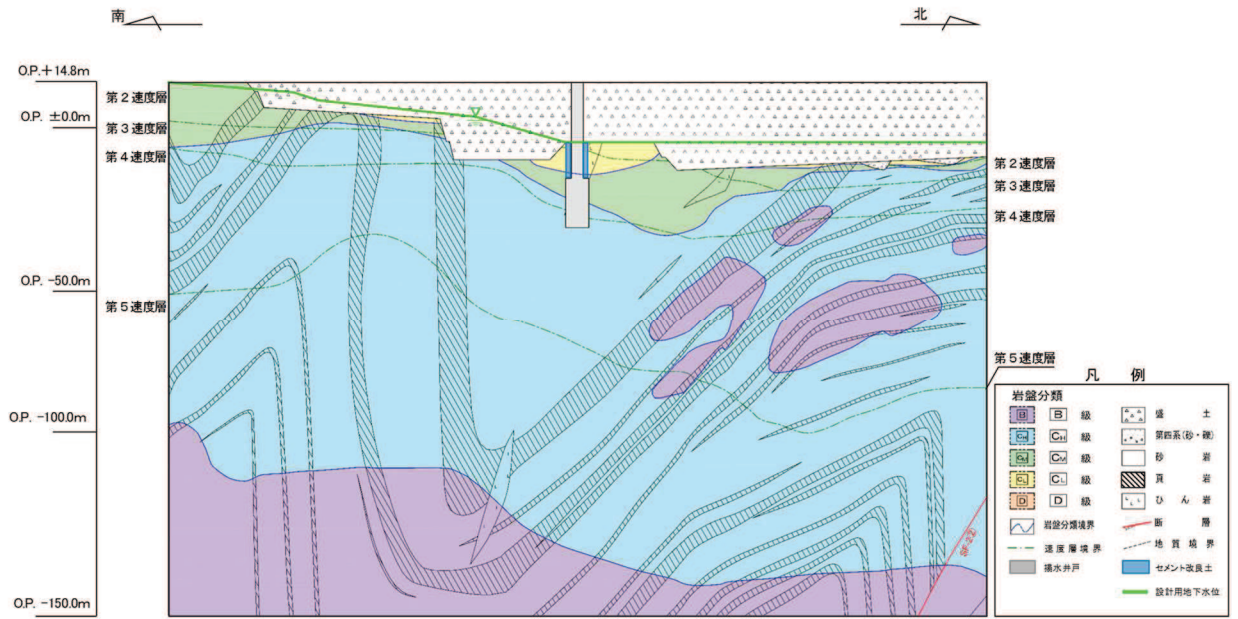 南
北
O.P.+14.8m
第2速度層
O.P. ±0.0m
第3速度層
第4速度層
第2速度層
第3速度層
第4速度層
O.P. -50.0m
第5速度層
第5速度層
O.P. -100.0m
O.P. -150.0m
SF-2②
凡 例
岩盤分類
B B 級
CH CH 級
CM CM 級
CL CL 級
D D 級
岩盤分類境界
速度層境界
揚水井戸
盛 土
第四系(砂・礫)
砂 岩
頁 岩
ひん 岩
断 層
地質境界
セメント改良土
設計用地下水位